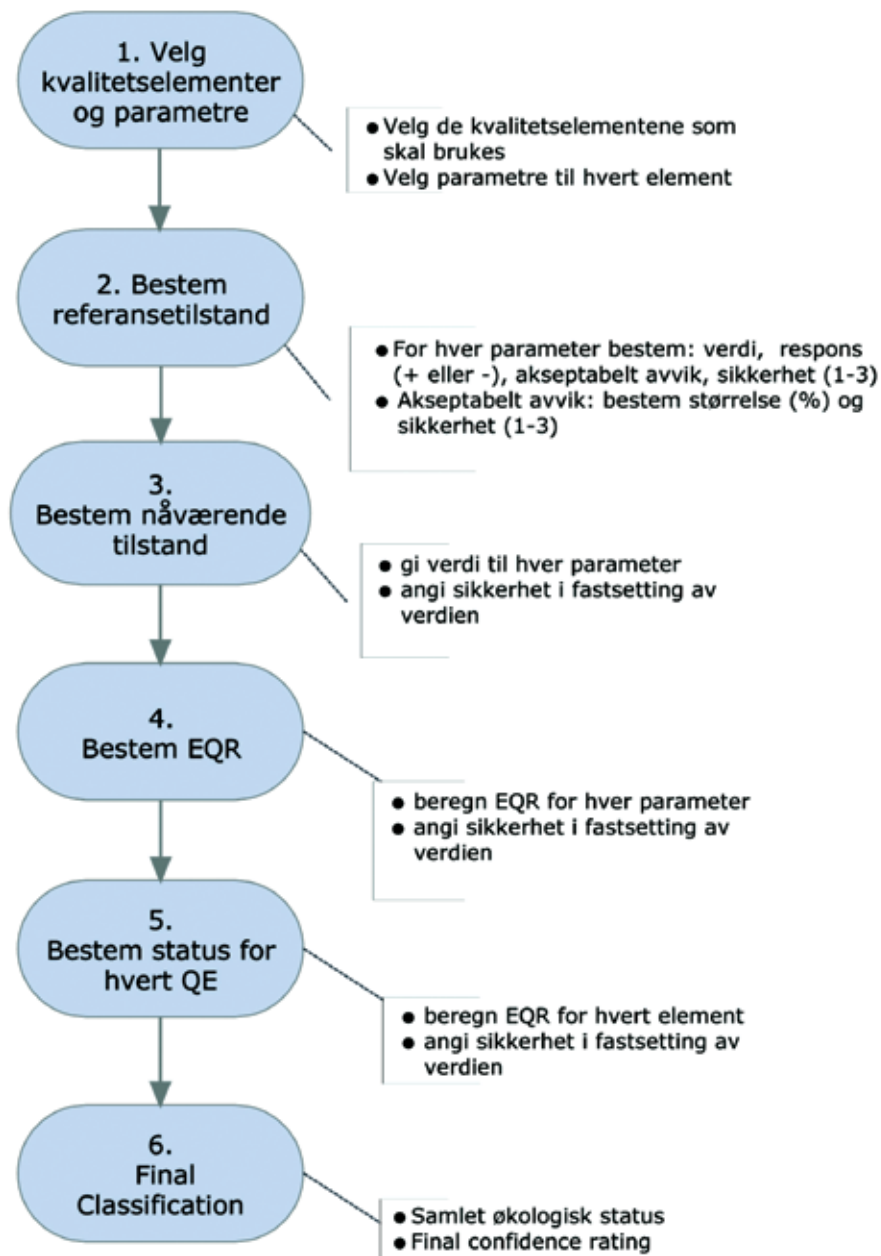 1. Velg
kvalitetselementer
og parametre
● Velg de kvalitetselementene som
skal brukes
● Velg parametre til hvert element
2. Bestem
referansetilstand
● For hver parameter bestem: verdi, respons
(+ eller -), akseptabelt avvik, sikkerhet (1-3)
● Akseptabelt avvik: bestem størrelse (%) og
sikkerhet (1-3)
3.
Bestem nåværende
tilstand
● gi verdi til hver parameter
● angi sikkerhet i fastsetting av
verdien
4.
Bestem EQR
● beregn EQR for hver parameter
● angi sikkerhet i fastsetting av
verdien
5.
Bestem status for
hvert QE
● beregn EQR for hvert element
● angi sikkerhet i fastsetting av
verdien
6.
Final
Classification
● Samlet økologisk status
● Final confidence rating